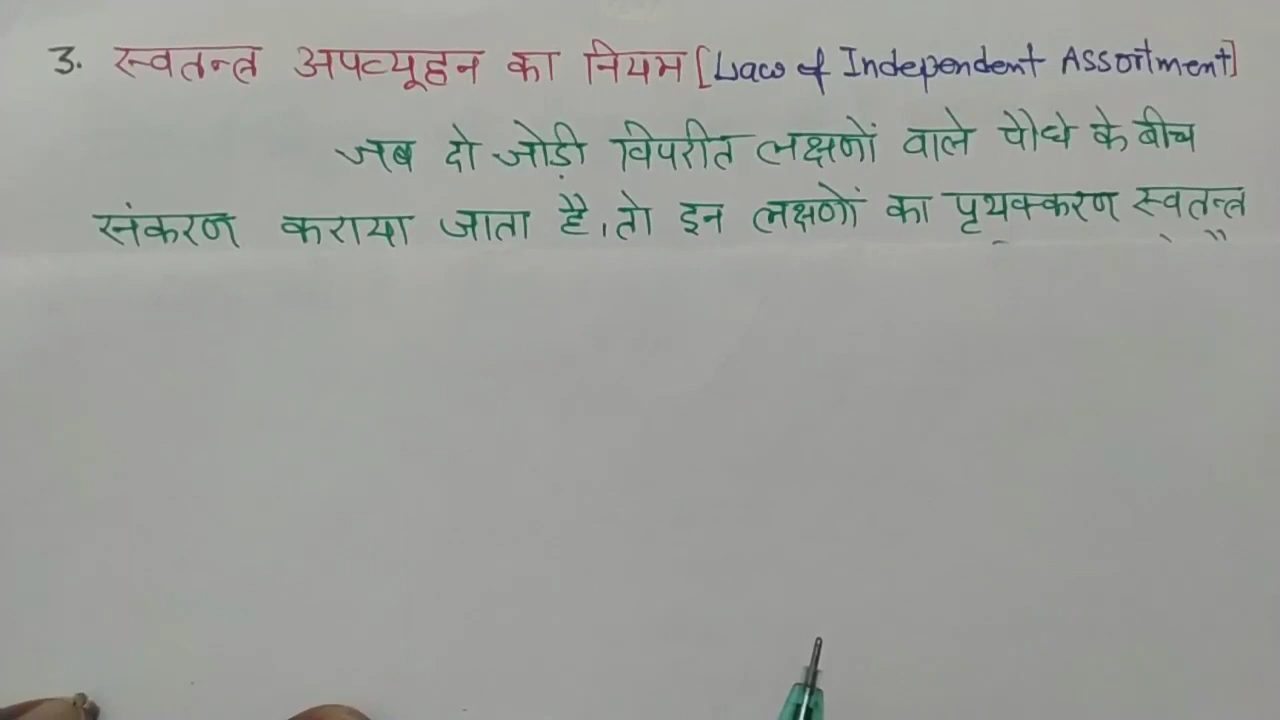 3. स्वतन्त्र अपव्यूहन का नियम [Law of Independent Assortment]
जब दो जोड़ी विपरीत लक्षणों वाले पौधे के बीच
संकरण कराया जाता है, तो इन लक्षणों का पृथक्करण स्वतन्त्र